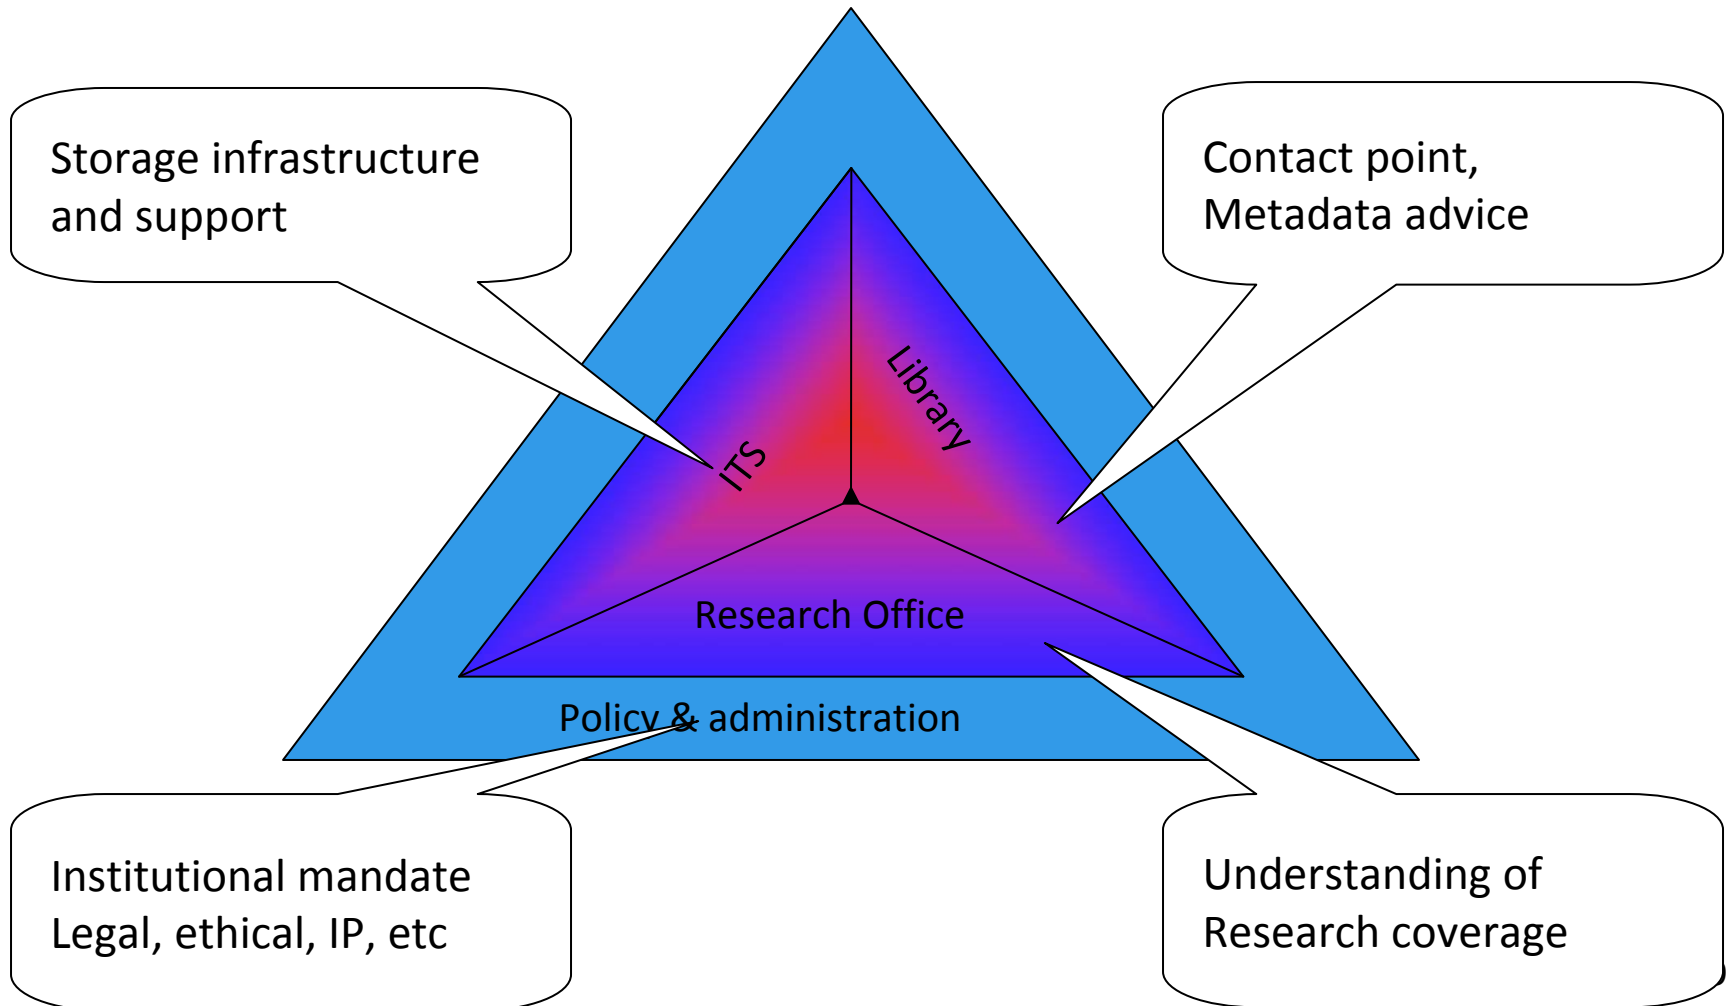 Storage infrastructure
and support
Contact point,
Metadata advice
Library
ITS
Research Office
Policy & administration
Institutional mandate
Legal, ethical, IP, etc
Understanding of
Research coverage